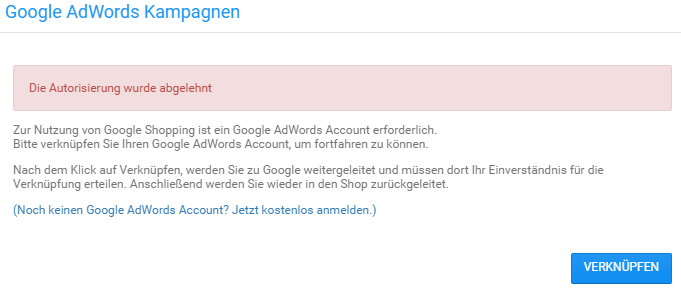 Google AdWords Kampagnen
Die Autorisierung wurde abgelehnt
Zur Nutzung von Google Shopping ist ein Google AdWords Account erforderlich.
Bitte verknüpfen Sie Ihren Google AdWords Account, um fortfahren zu können.
Nach dem Klick auf Verknüpfen, werden Sie zu Google weitergeleitet und müssen dort Ihr Einverständnis für die
Verknüpfung erteilen. Anschließend werden Sie wieder in den Shop zurückgeleitet.
(Noch keinen Google AdWords Account? Jetzt kostenlos anmelden.)
VERKNÜPFEN